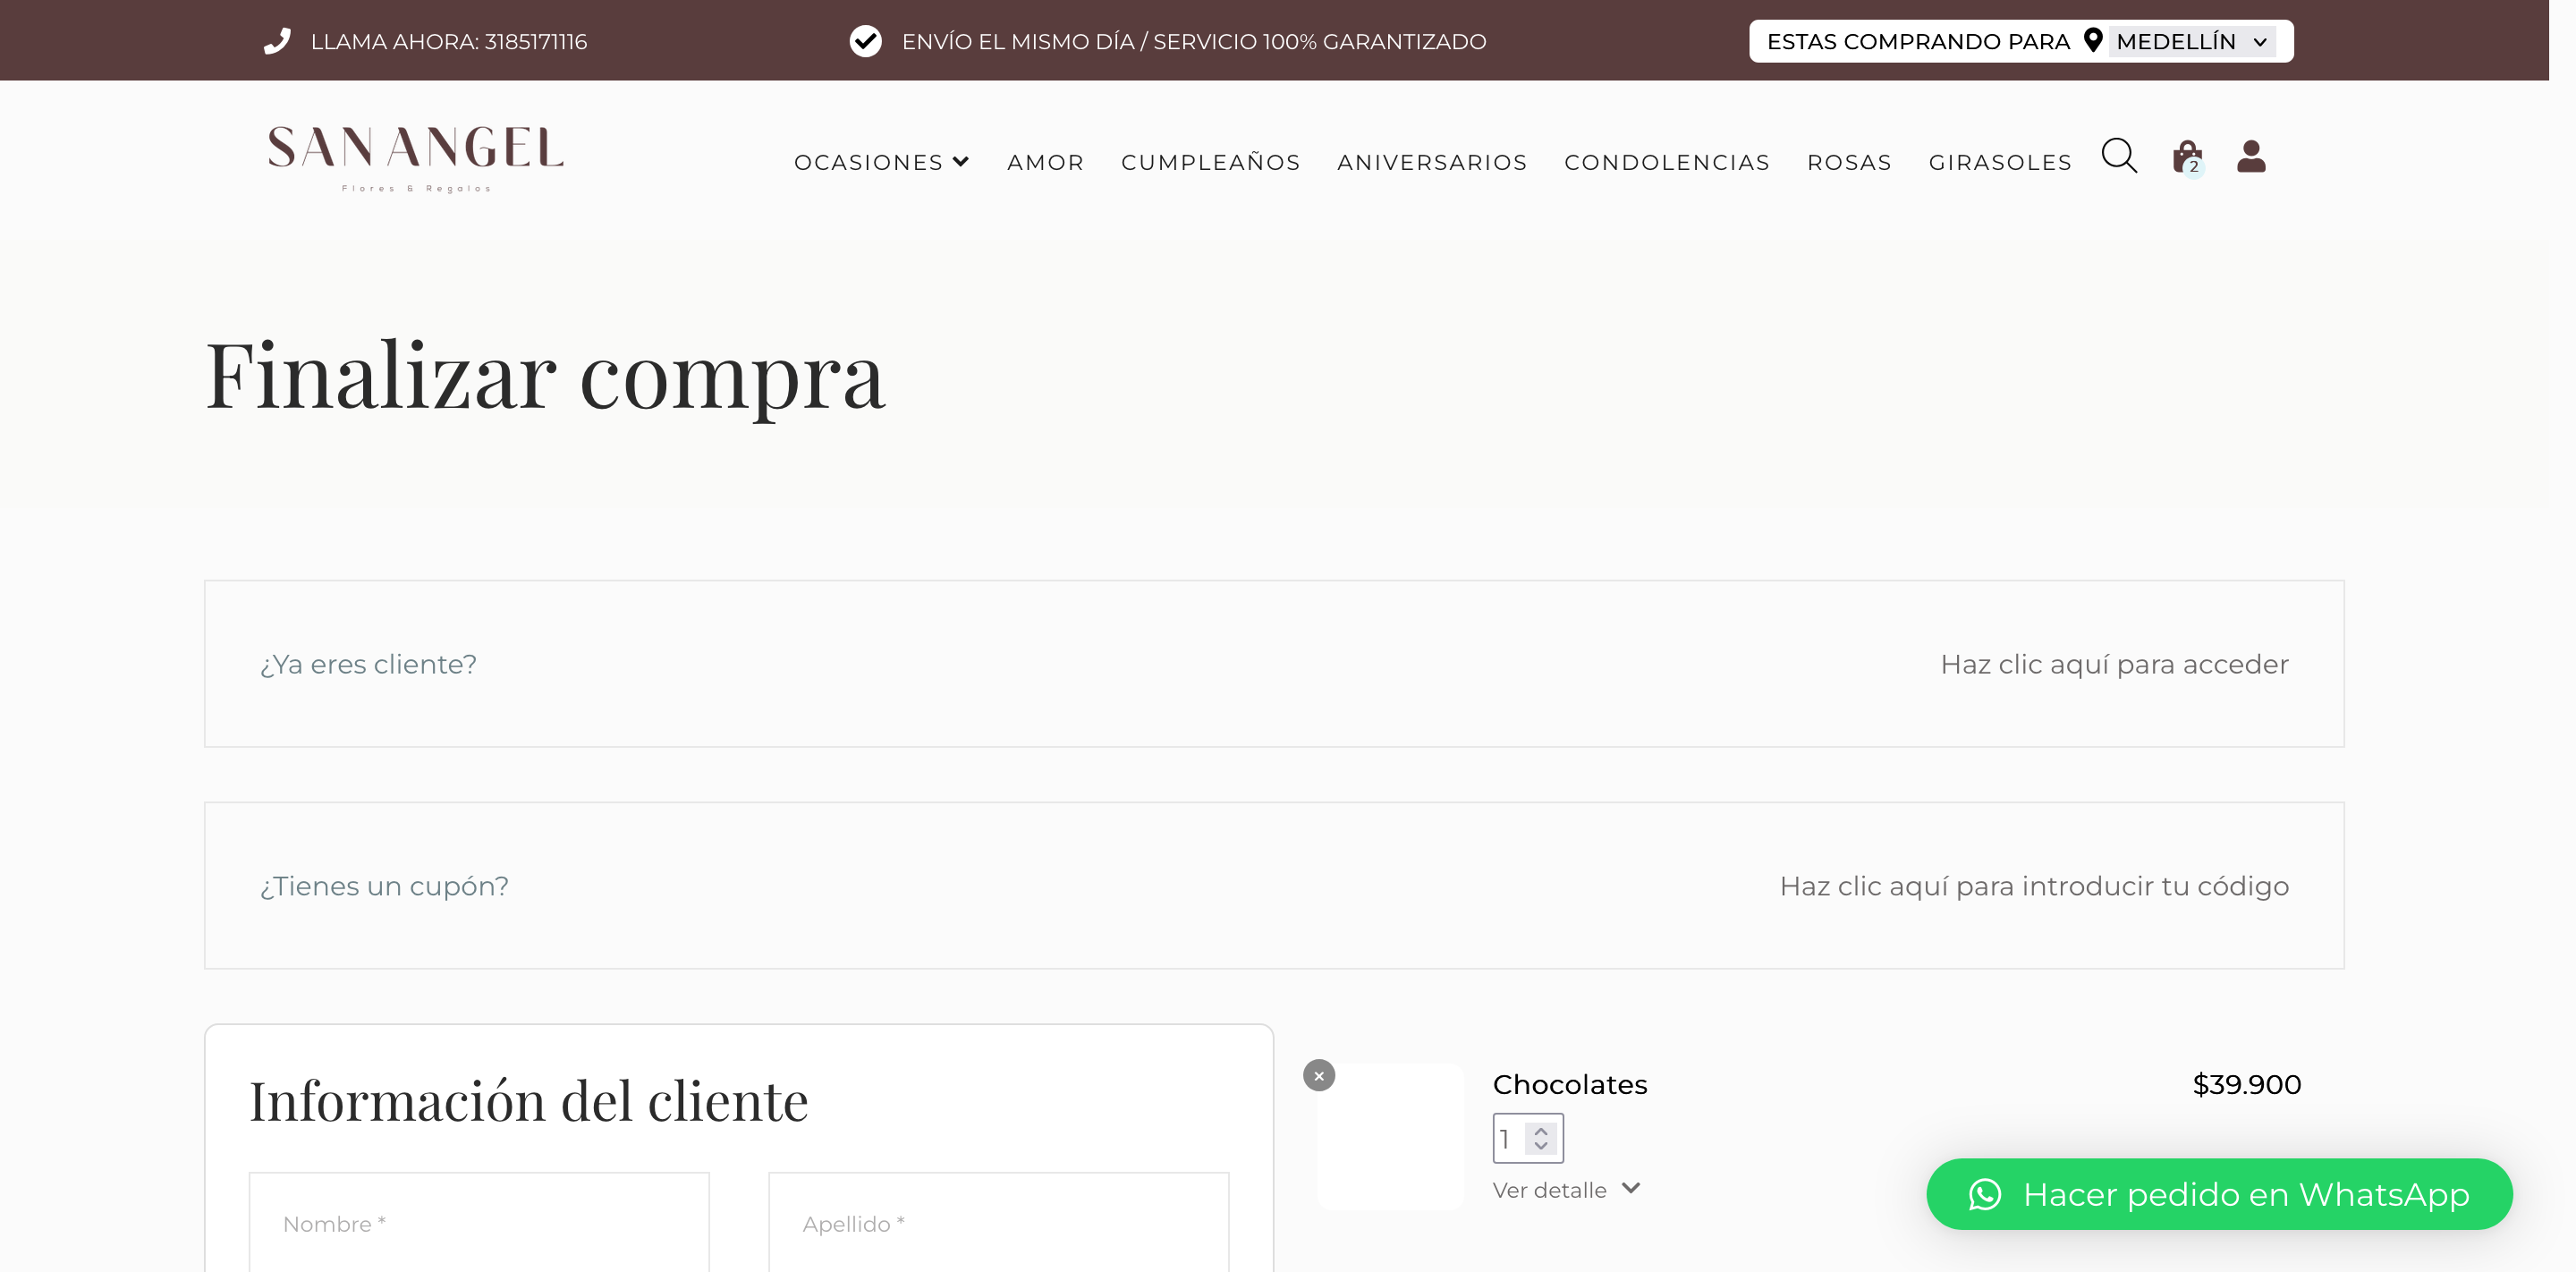 LLAMA AHORA: 3185171116
ENVÍO EL MISMO DÍA / SERVICIO 100% GARANTIZADO
ESTAS COMPRANDO PARA MEDELLÍN
SAN ANGEL
Flores & Regalos
OCASIONES AMOR CUMPLEAÑOS ANIVERSARIOS CONDOLENCIAS ROSAS GIRASOLES
2
Finalizar compra
¿Ya eres cliente? Haz clic aquí para acceder
¿Tienes un cupón? Haz clic aquí para introducir tu código
Información del cliente
Nombre *
Apellido *
Chocolates $39.900
1
Ver detalle
Hacer pedido en WhatsApp